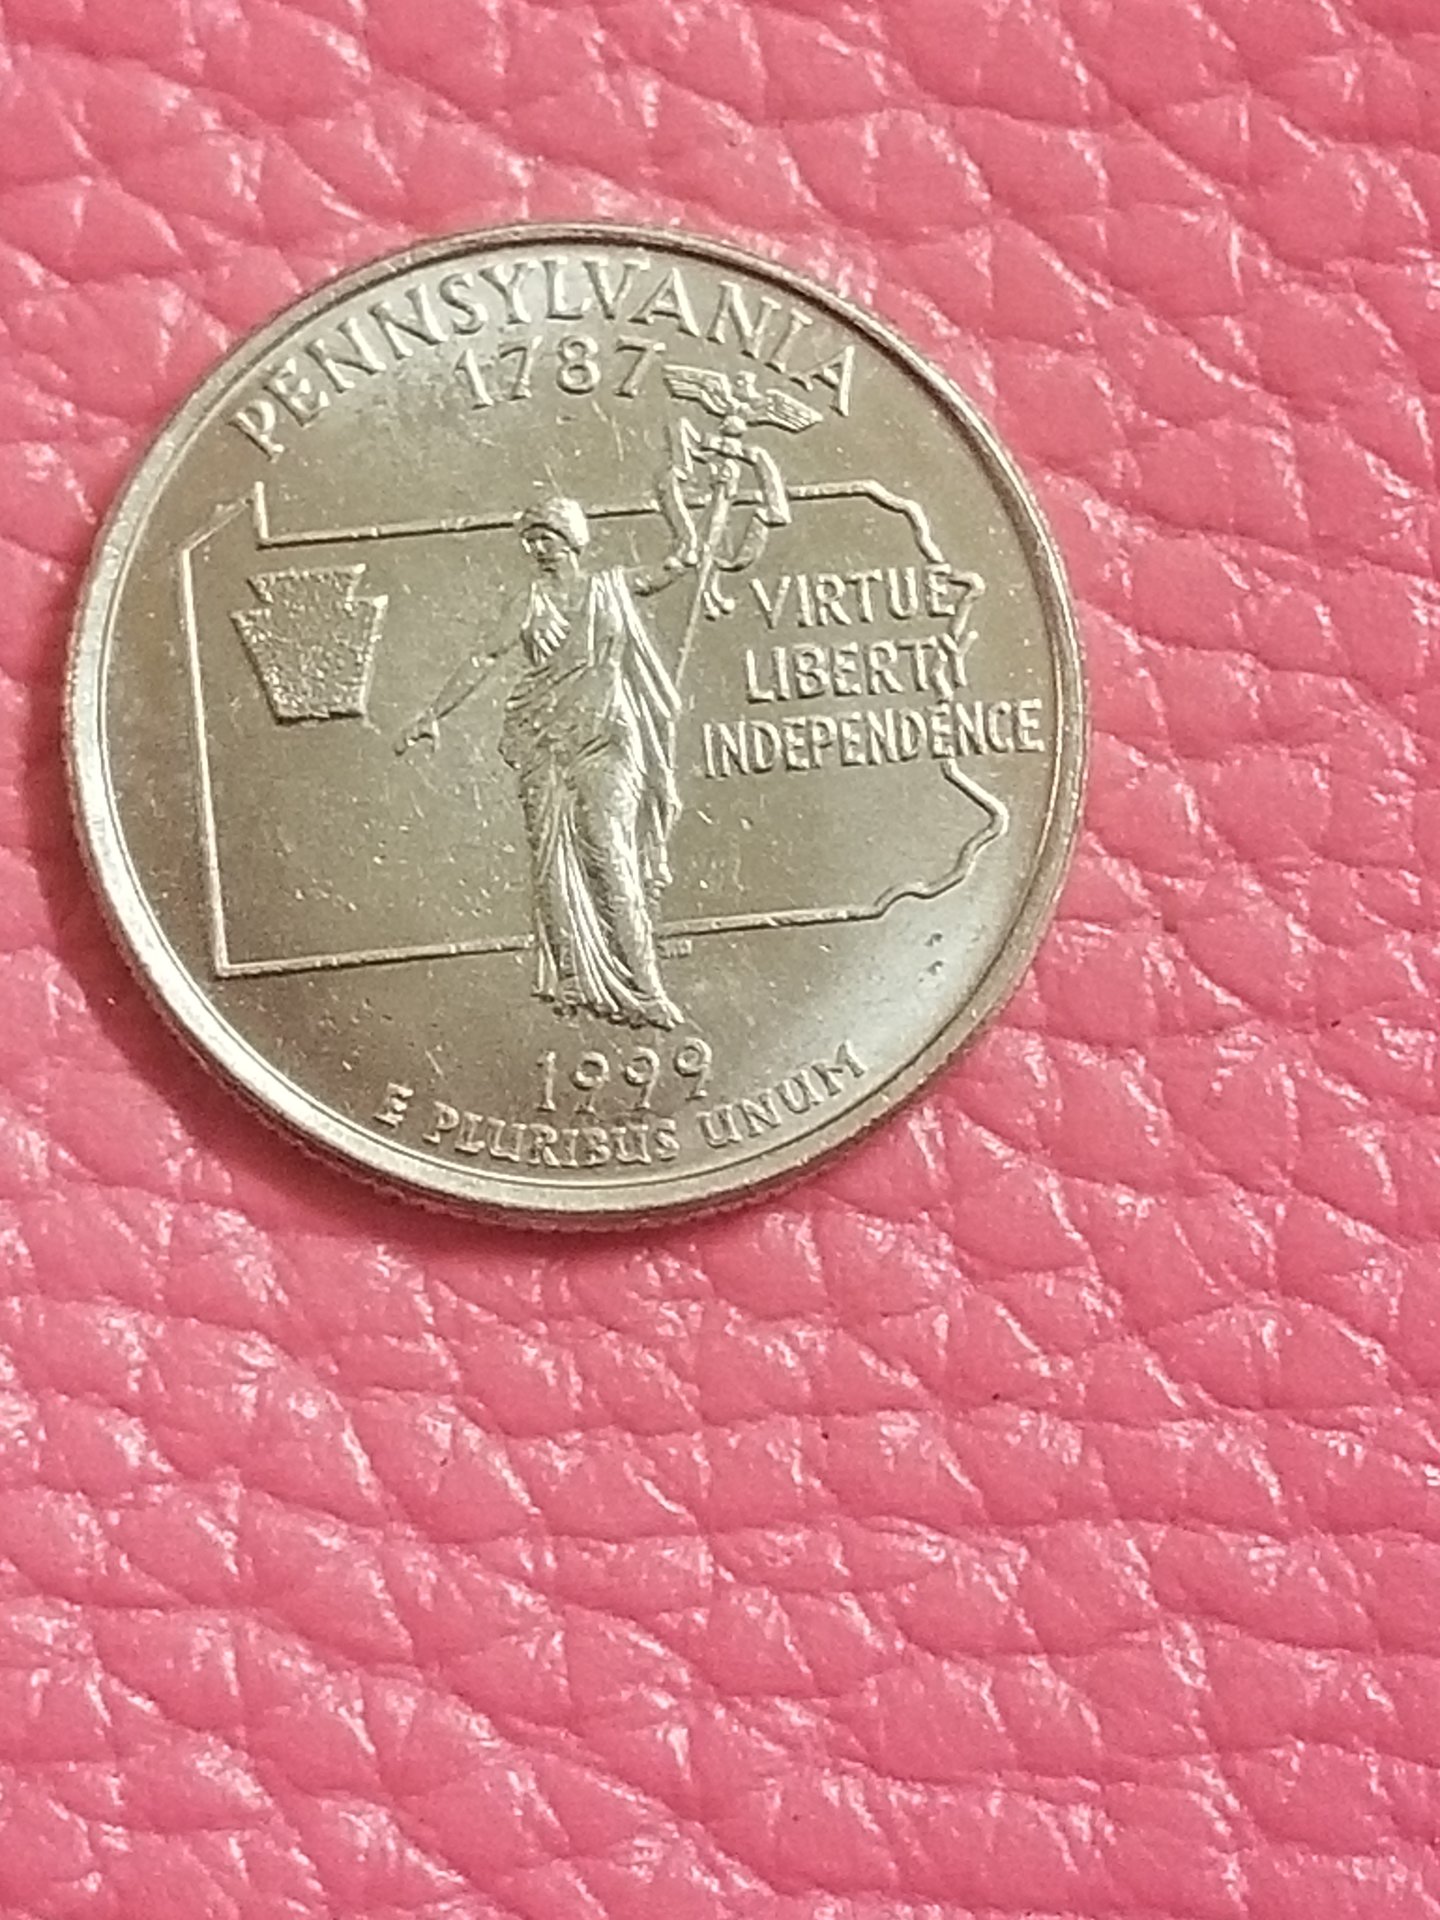 PENNSYLVANIA
1787
VIRTUE
LIBERTY
INDEPENDENCE
1999
E PLURIBUS UNUM